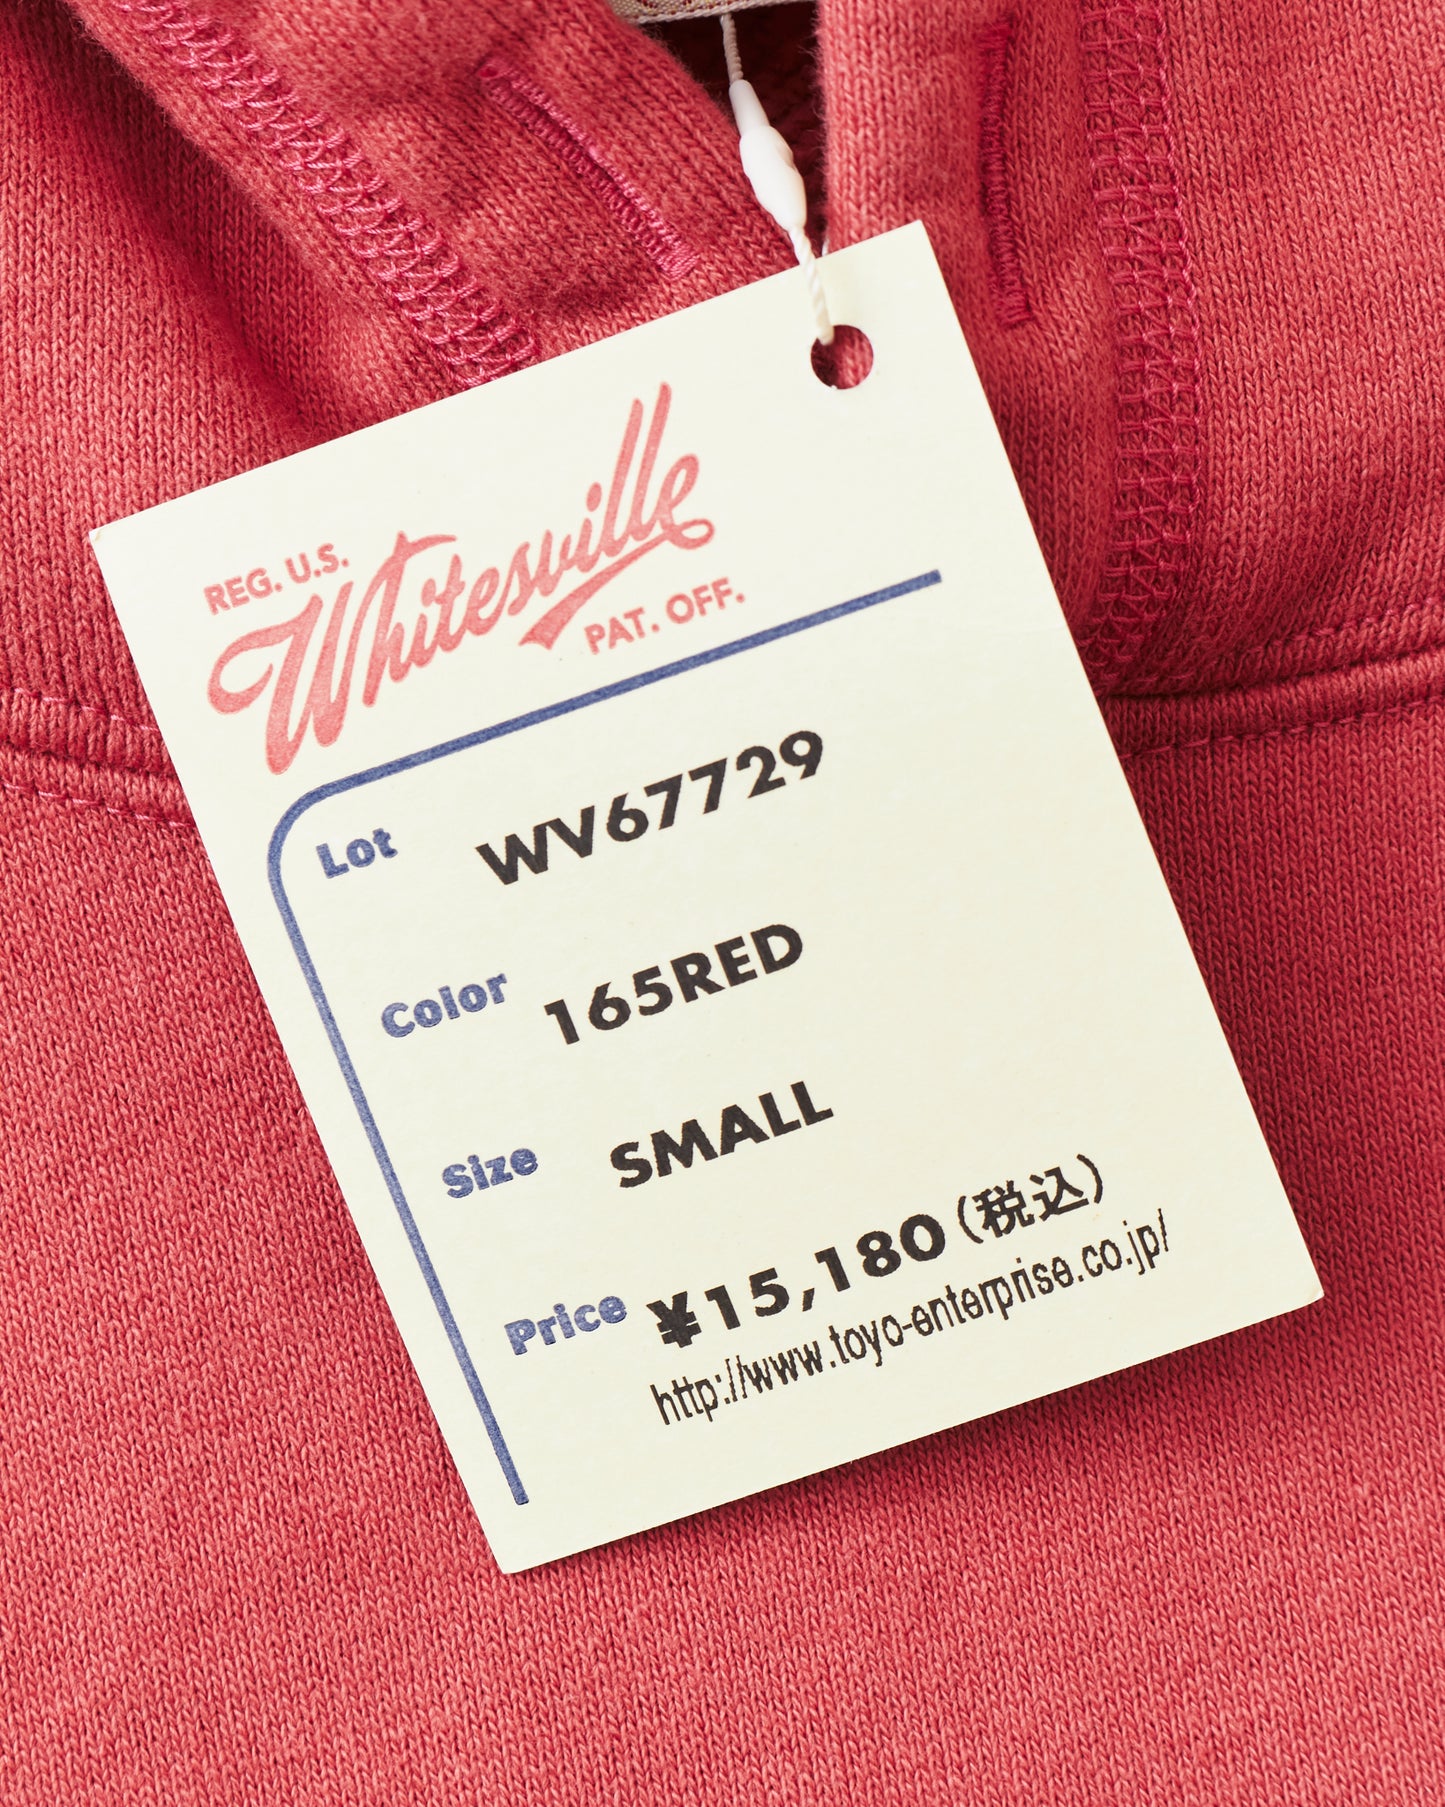 REG. U.S.
Whitesville
PAT. OFF.
Lot WV67729
Color 165RED
Size SMALL
Price ¥15,180(税込)
http://www.toyo-enterprise.co.jp/